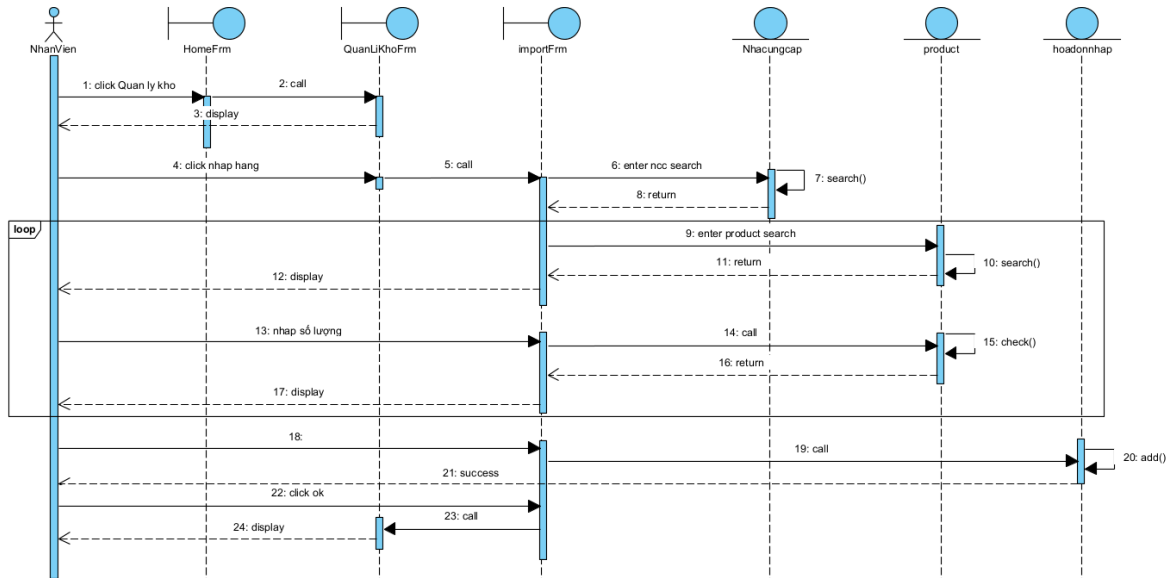 NhanVien
HomeFrm
QuanLiKhoFrm
importFrm
Nhacungcap
product
hoadonnhap
1: click Quan ly kho
2: call
3: display
4: click nhap hang
5: call
6: enter ncc search
7: search()
8: return
loop
9: enter product search
10: search()
11: return
12: display
13: nhap số lượng
14: call
15: check()
16: return
17: display
18:
19: call
20: add()
21: success
22: click ok
23: call
24: display